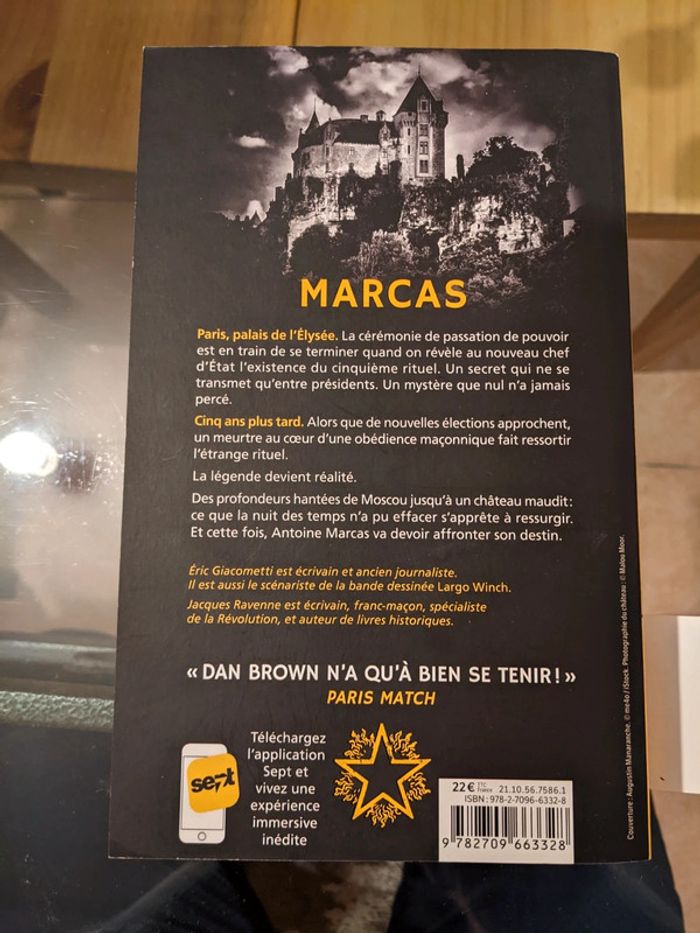 MARCAS
Paris, palais de l'Élysée. La cérémonie de passation de pouvoir
est en train de se terminer quand on révèle au nouveau chef
d'État l'existence du cinquième rituel. Un secret qui ne se
transmet qu'entre présidents. Un mystère que nul n'a jamais
percé.
Cinq ans plus tard. Alors que de nouvelles élections approchent,
un meurtre au cœur d'une obédience maçonnique fait ressortir
l'étrange rituel.
La légende devient réalité.
Des profondeurs hantées de Moscou jusqu'à un château maudit :
ce que la nuit des temps n'a pu effacer s'apprête à ressurgir.
Et cette fois, Antoine Marcas va devoir affronter son destin.
Éric Giacometti est écrivain et ancien journaliste.
Il est aussi le scénariste de la bande dessinée Largo Winch.
Jacques Ravenne est écrivain, franc-maçon, spécialiste
de la Révolution, et auteur de livres historiques.
« DAN BROWN N'A QU'À BIEN SE TENIR ! »
PARIS MATCH
Téléchargez
l'application
Sept et
vivez une
expérience
immersive
inédite
se7t
22 € TTC France
21.10.56.7586.1
ISBN : 978-2-7096-6332-8
9 782709 663328
Couverture : Augustin Manaranche. © me4o / iStock. Photographie du château : © Malou Moor.